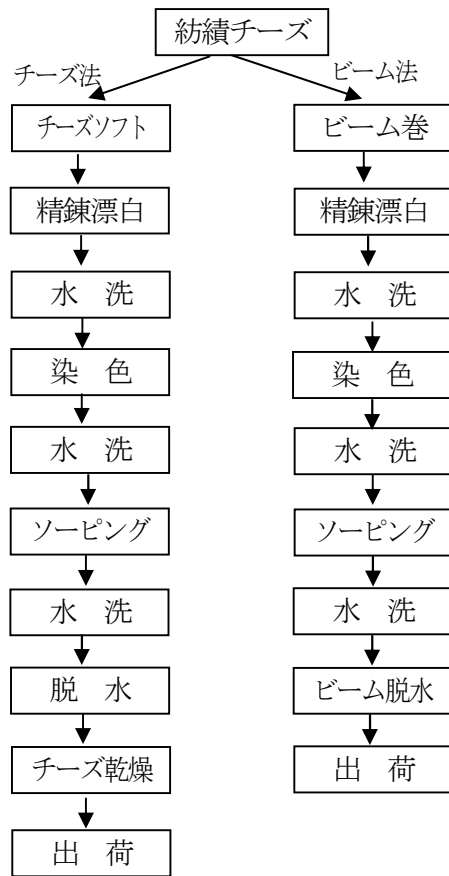 紡績チーズ
チーズ法
チーズソフト
精錬漂白
水　洗
染　色
水　洗
ソーピング
水　洗
脱　水
チーズ乾燥
出　荷
ビーム法
ビーム巻
精錬漂白
水　洗
染　色
水　洗
ソーピング
水　洗
ビーム脱水
出　荷